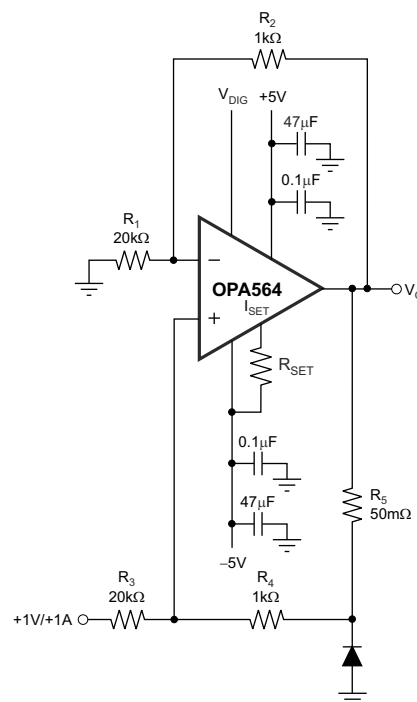 R2
1kΩ
VDIG
+5V
47µF
0.1µF
R1
20kΩ
−
OPA564
ISET
+
VO
RSET
0.1µF
47µF
R5
50mΩ
−5V
R3
20kΩ
R4
1kΩ
+1V/+1A